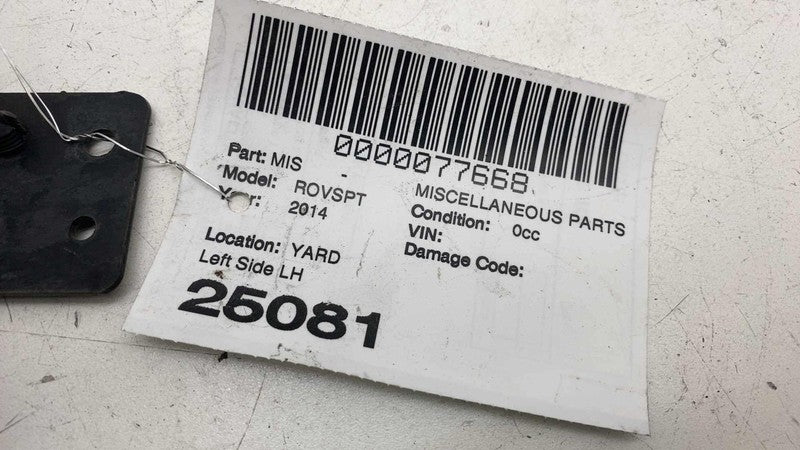 0000077668
Part: MIS - MISCELLANEOUS PARTS
Model: ROVSPT Condition: 0cc
2014 VIN:
Damage Code:
Location: YARD
Left Side LH
25081